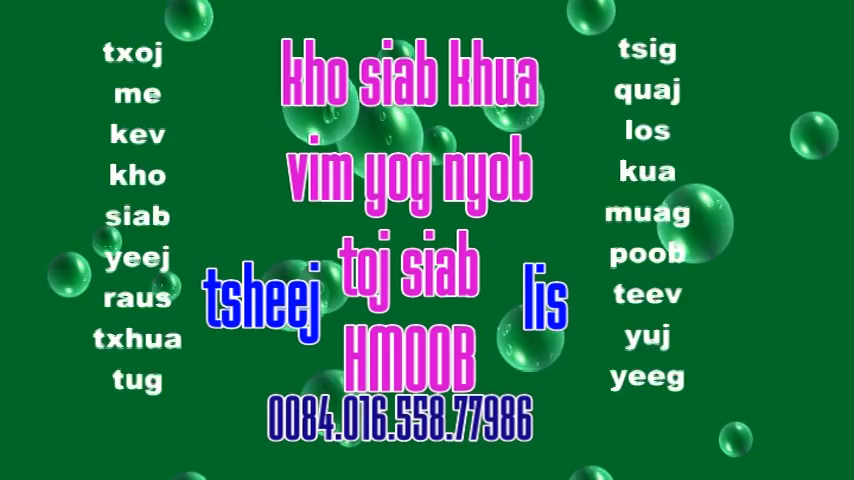 txoj
me
kev
kho
siab
yeej
raus
txhua
tug
kho siab khua
vim yog nyob
toj siab
HMOOB
tsheej
lis
0084.016.558.77986
tsig
quaj
los
kua
muag
poob
teev
yuj
yeeg